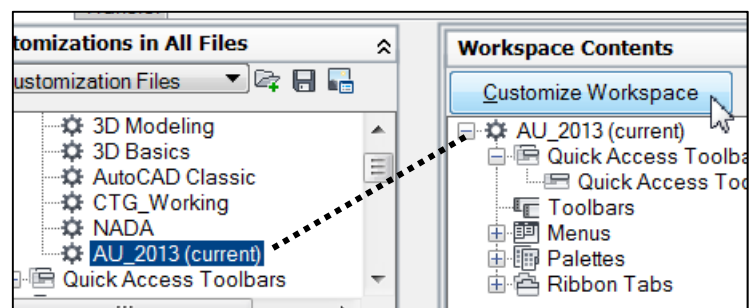 tomizations in All Files
ustomization Files
3D Modeling
3D Basics
AutoCAD Classic
CTG_Working
NADA
AU_2013 (current)
Quick Access Toolbars
Workspace Contents
Customize Workspace
AU_2013 (current)
Quick Access Toolba
Quick Access Too
Toolbars
Menus
Palettes
Ribbon Tabs